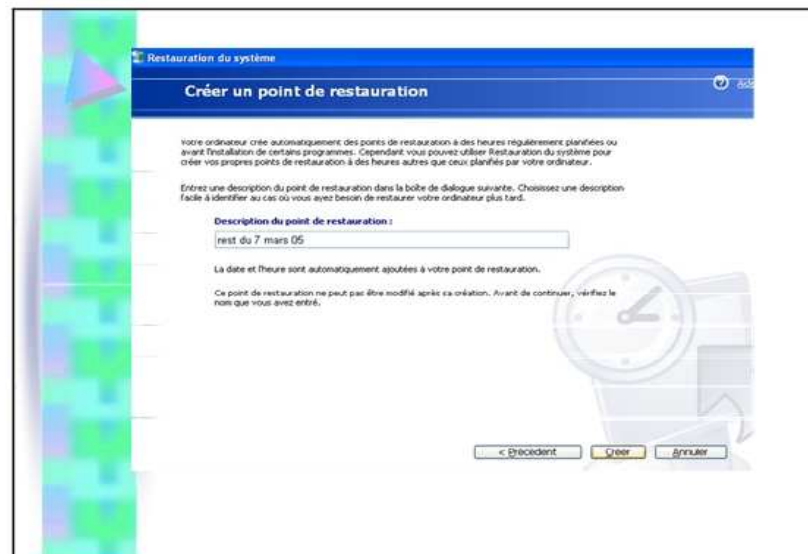 Restauration du système
Créer un point de restauration
Votre ordinateur crée automatiquement des points de restauration à des heures régulièrement planifiées ou
avant l'installation de certains programmes. Cependant vous pouvez utiliser Restauration du système pour
créer vos propres points de restauration à des heures autres que ceux planifiés par votre ordinateur.
Entrez une description du point de restauration dans la boîte de dialogue suivante. Choisissez une description
facile à identifier au cas où vous ayez besoin de restaurer votre ordinateur plus tard.
Description du point de restauration :
rest du 7 mars 05
La date et l'heure sont automatiquement ajoutées à votre point de restauration.
Ce point de restauration ne peut pas être modifié après sa création. Avant de continuer, vérifiez le
nom que vous avez entré.
< Précédent Créer Annuler